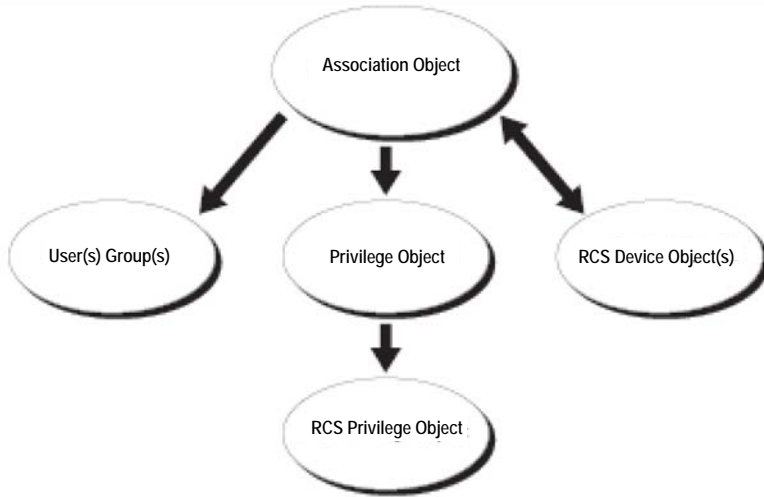 Association Object
User(s) Group(s)
Privilege Object
RCS Device Object(s)
RCS Privilege Object